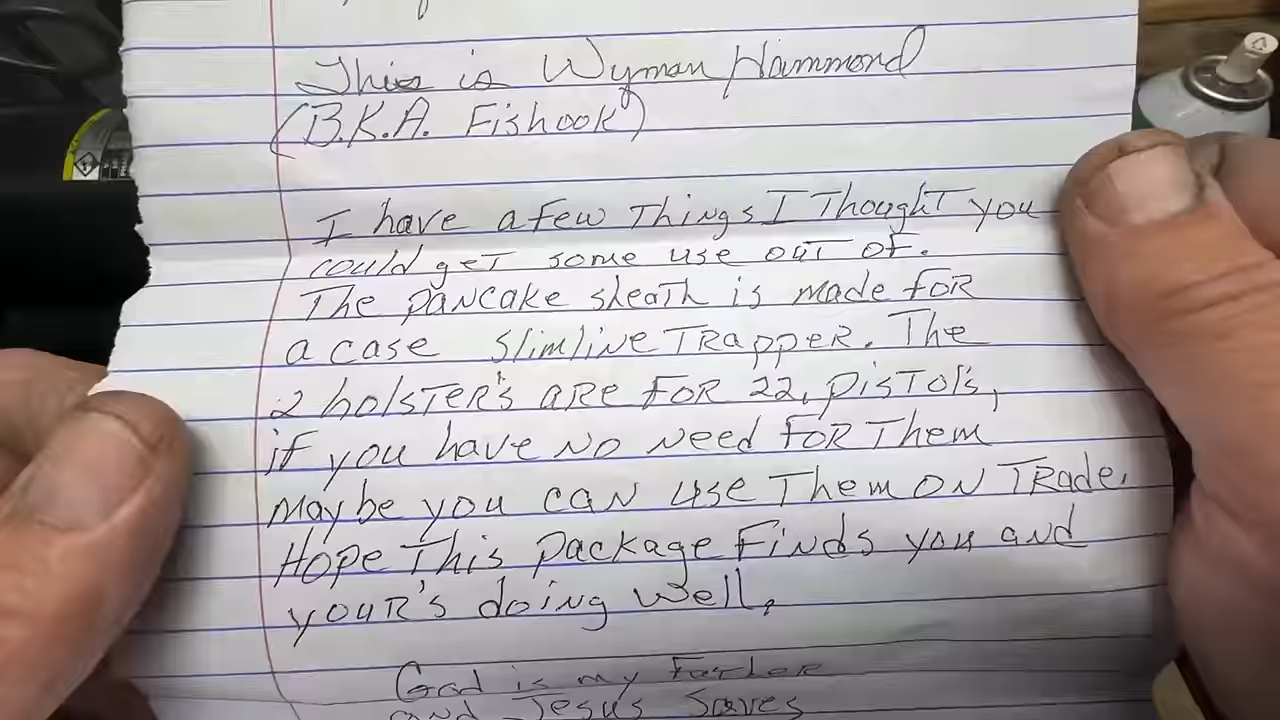 This is Wyman Hammond
(B.K.A. Fishook)
I have a few Things I Thought you
could get some use out of.
The pancake sheath is made for
a case slimline Trapper. The
2 holster's are for 22. pistol's,
if you have no need for Them
maybe you can use Them on Trade.
Hope This package finds you and
your's doing well,
God is my Farther
and Jesus Saves